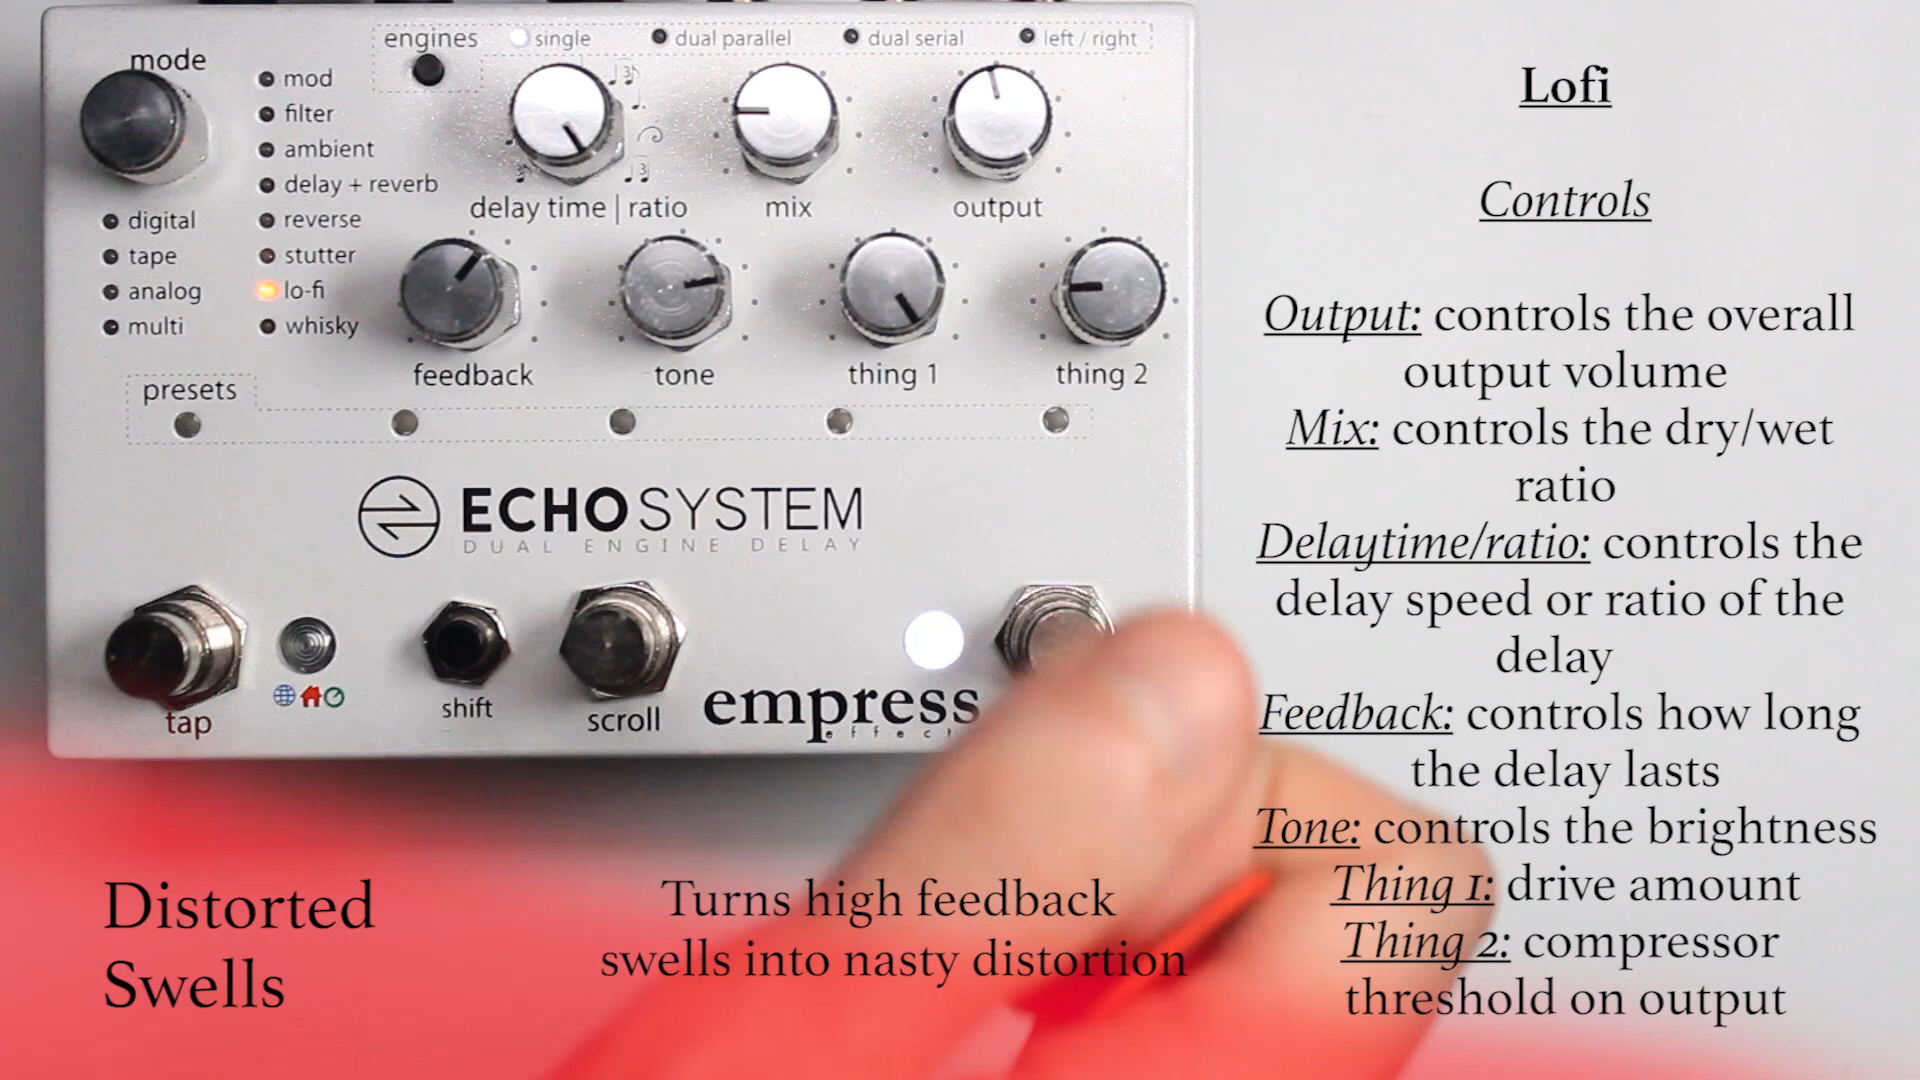 engines
single
dual parallel
dual serial
left / right
mode
mod
filter
ambient
delay + reverb
reverse
stutter
lo-fi
whisky
digital
tape
analog
multi
delay time | ratio
mix
output
feedback
tone
thing 1
thing 2
presets
ECHOSYSTEM
DUAL ENGINE DELAY
tap
shift
scroll
empress
Distorted
Swells
Turns high feedback
swells into nasty distortion
Lofi
Controls
Output: controls the overall
output volume
Mix: controls the dry/wet
ratio
Delaytime/ratio: controls the
delay speed or ratio of the
delay
Feedback: controls how long
the delay lasts
Tone: controls the brightness
Thing 1: drive amount
Thing 2: compressor
threshold on output